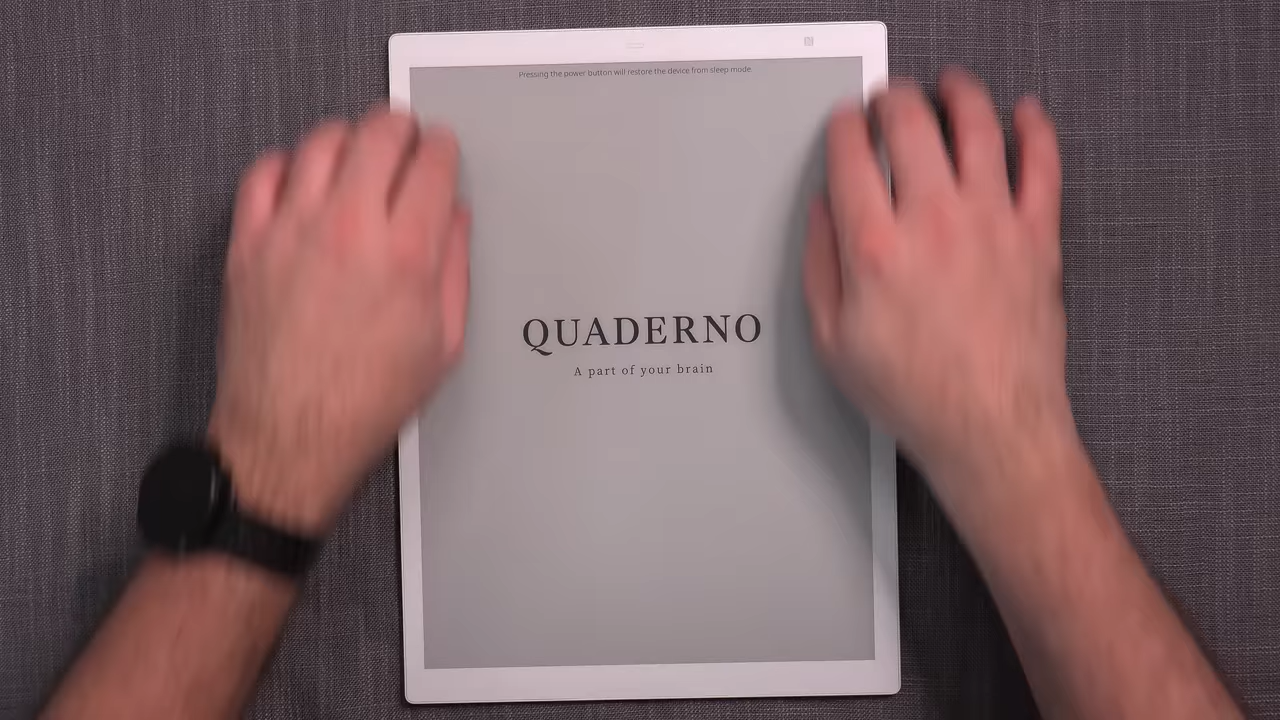 Pressing the power button will restore the device from sleep mode.
QUADERNO
A part of your brain